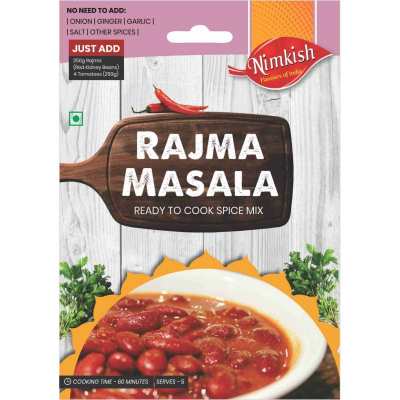 NO NEED TO ADD:
| ONION | GINGER | GARLIC |
| SALT | OTHER SPICES |
JUST ADD
250g Rajma
(Red Kidney Beans)
4 Tomatoes (250g)
Nimkish
Flavours of India
RAJMA
MASALA
READY TO COOK SPICE MIX
COOKING TIME - 60 MINUTES
SERVES - 5